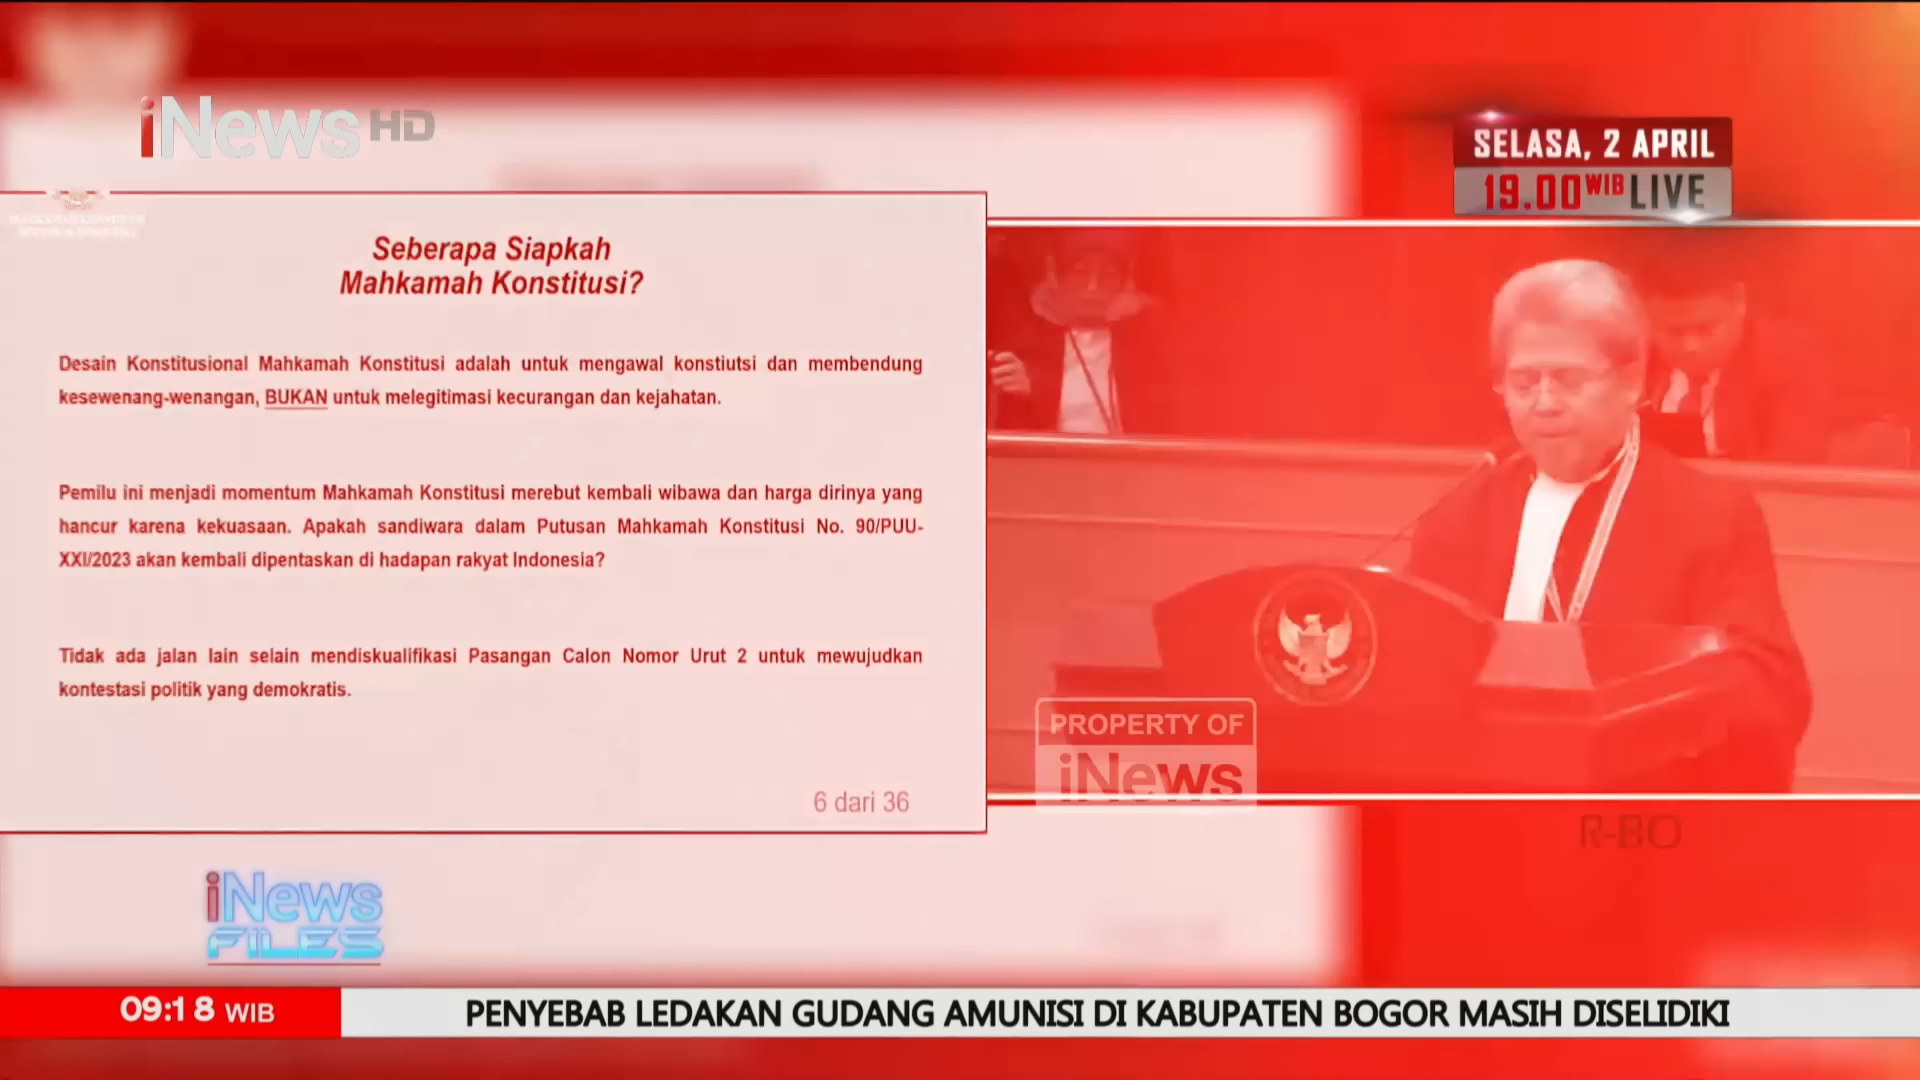 iNews HD
SELASA, 2 APRIL
19.00 WIB LIVE
Seberapa Siapkah
Mahkamah Konstitusi?
Desain Konstitusional Mahkamah Konstitusi adalah untuk mengawal konstiutsi dan membendung
kesewenang-wenangan, BUKAN untuk melegitimasi kecurangan dan kejahatan.
Pemilu ini menjadi momentum Mahkamah Konstitusi merebut kembali wibawa dan harga dirinya yang
hancur karena kekuasaan. Apakah sandiwara dalam Putusan Mahkamah Konstitusi No. 90/PUU-
XXI/2023 akan kembali dipentaskan di hadapan rakyat Indonesia?
Tidak ada jalan lain selain mendiskualifikasi Pasangan Calon Nomor Urut 2 untuk mewujudkan
kontestasi politik yang demokratis.
6 dari 36
PROPERTY OF
iNews
R-BO
iNews
FILES
09:18 WIB
PENYEBAB LEDAKAN GUDANG AMUNISI DI KABUPATEN BOGOR MASIH DISELIDIKI